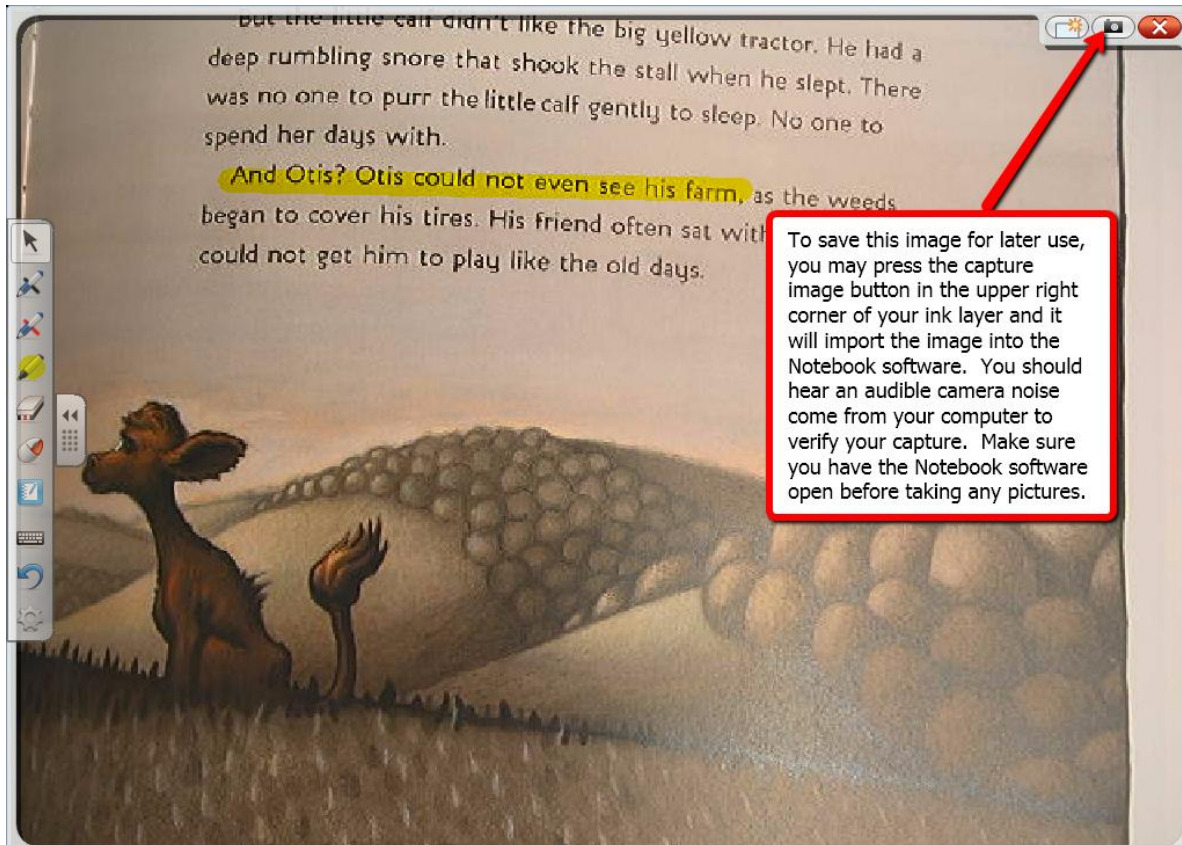 But the little calf didn't like the big yellow tractor. He had a
deep rumbling snore that shook the stall when he slept. There
was no one to purr the little calf gently to sleep. No one to
spend her days with.
And Otis? Otis could not even see his farm, as the weeds
began to cover his tires. His friend often sat with
could not get him to play like the old days.
To save this image for later use,
you may press the capture
image button in the upper right
corner of your ink layer and it
will import the image into the
Notebook software. You should
hear an audible camera noise
come from your computer to
verify your capture. Make sure
you have the Notebook software
open before taking any pictures.